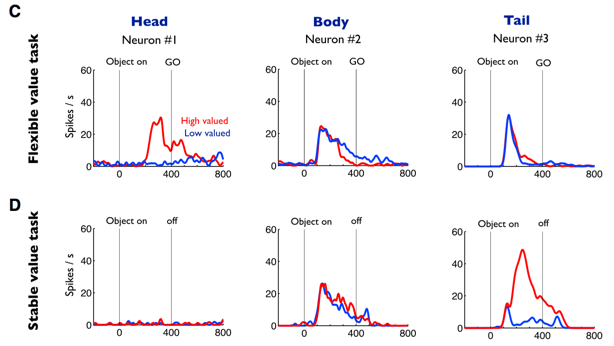 C
Head
Body
Tail
Neuron #1
Neuron #2
Neuron #3
Flexible value task
Object on GO
Object on GO
Object on GO
Spikes / s
60
40
20
0
High valued
Low valued
0 400 800
60
40
20
0
0 400 800
60
40
20
0
0 400 800
D
Stable value task
Object on off
Object on off
Object on off
Spikes / s
60
40
20
0
0 400 800
60
40
20
0
0 400 800
60
40
20
0
0 400 800